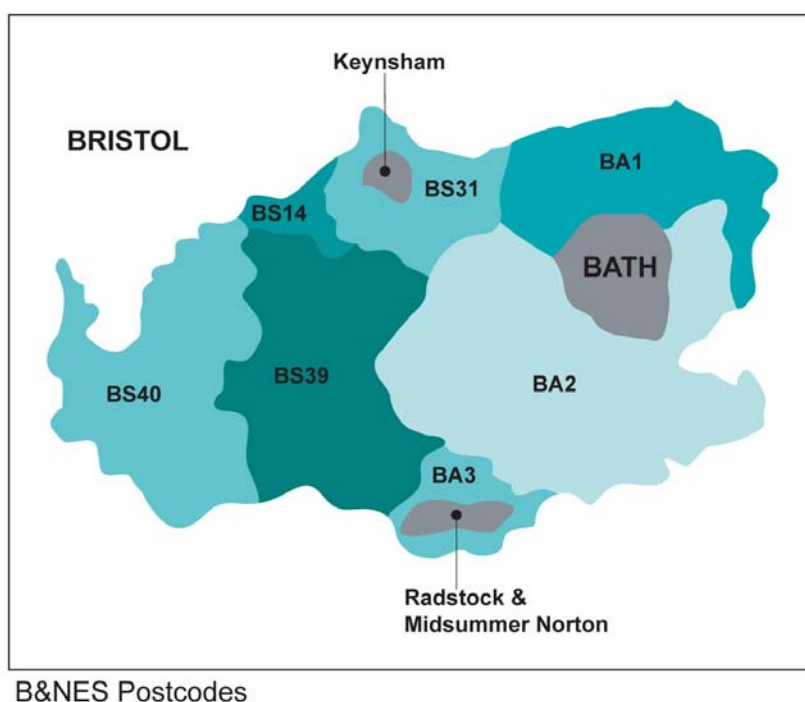 Keynsham
BRISTOL
BA1
BS31
BS14
BATH
BS39
BA2
BS40
BA3
Radstock &
Midsummer Norton
B&NES Postcodes